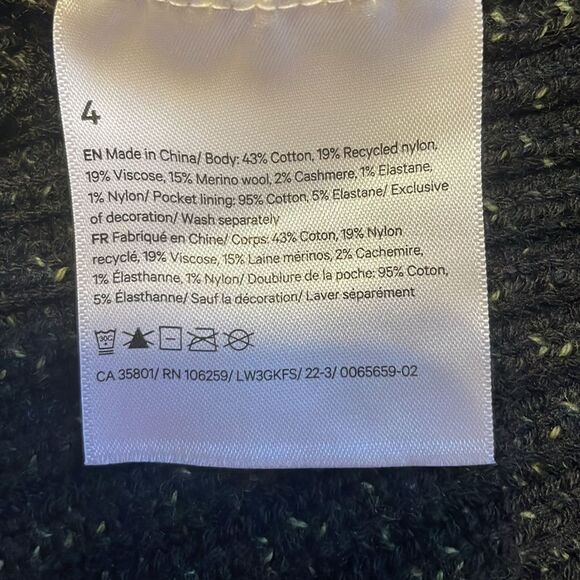 4
EN Made in China/ Body: 43% Cotton, 19% Recycled nylon,
19% Viscose, 15% Merino wool, 2% Cashmere, 1% Elastane,
1% Nylon/ Pocket lining: 95% Cotton, 5% Elastane/ Exclusive
of decoration/ Wash separately
FR Fabriqué en Chine/ Corps: 43% Coton, 19% Nylon
recyclé, 19% Viscose, 15% Laine mérinos, 2% Cachemire,
1% Élasthanne, 1% Nylon/ Doublure de la poche: 95% Coton,
5% Élasthanne/ Sauf la décoration/ Laver séparément
30C
CA 35801/ RN 106259/ LW3GKFS/ 22-3/ 0065659-02